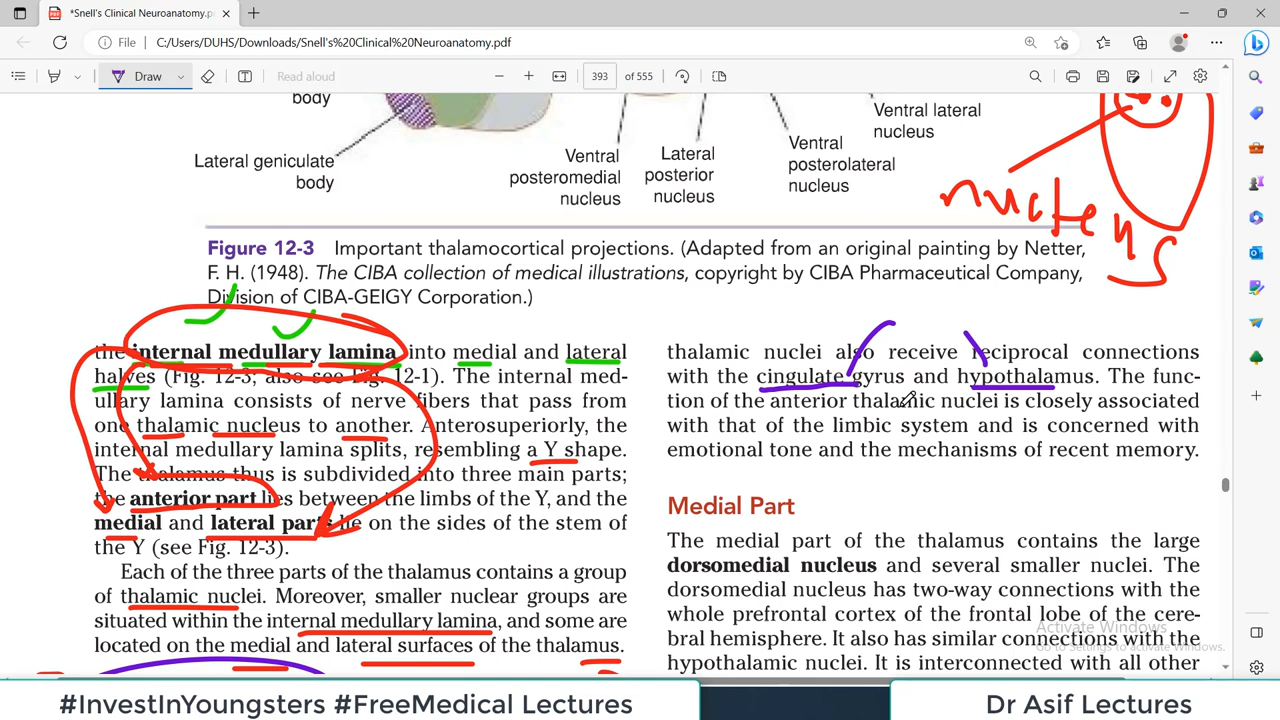 *Snell's Clinical Neuroanatomy.p
File
C:/Users/DUHS/Downloads/Snell's%20Clinical%20Neuroanatomy.pdf
Draw
Read aloud
393
of 555
body
Lateral geniculate
body
Ventral
posteromedial
nucleus
Lateral
posterior
nucleus
Ventral
posterolateral
nucleus
Ventral lateral
nucleus
nucleus
Figure 12-3 Important thalamocortical projections. (Adapted from an original painting by Netter,
F. H. (1948). The CIBA collection of medical illustrations, copyright by CIBA Pharmaceutical Company,
Division of CIBA-GEIGY Corporation.)
the internal medullary lamina into medial and lateral
halves (Fig. 12-3; also see Fig. 12-1). The internal med-
ullary lamina consists of nerve fibers that pass from
one thalamic nucleus to another. Anterosuperiorly, the
internal medullary lamina splits, resembling a Y shape.
The thalamus thus is subdivided into three main parts;
the anterior part lies between the limbs of the Y, and the
medial and lateral parts lie on the sides of the stem of
the Y (see Fig. 12-3).
Each of the three parts of the thalamus contains a group
of thalamic nuclei. Moreover, smaller nuclear groups are
situated within the internal medullary lamina, and some are
located on the medial and lateral surfaces of the thalamus.
thalamic nuclei also receive reciprocal connections
with the cingulate gyrus and hypothalamus. The func-
tion of the anterior thalamic nuclei is closely associated
with that of the limbic system and is concerned with
emotional tone and the mechanisms of recent memory.
Medial Part
The medial part of the thalamus contains the large
dorsomedial nucleus and several smaller nuclei. The
dorsomedial nucleus has two-way connections with the
whole prefrontal cortex of the frontal lobe of the cere-
bral hemisphere. It also has similar connections with the
hypothalamic nuclei. It is interconnected with all other
Activate Windows
Go to Settings to activate Windows.
#InvestInYoungsters #FreeMedical Lectures
Dr Asif Lectures